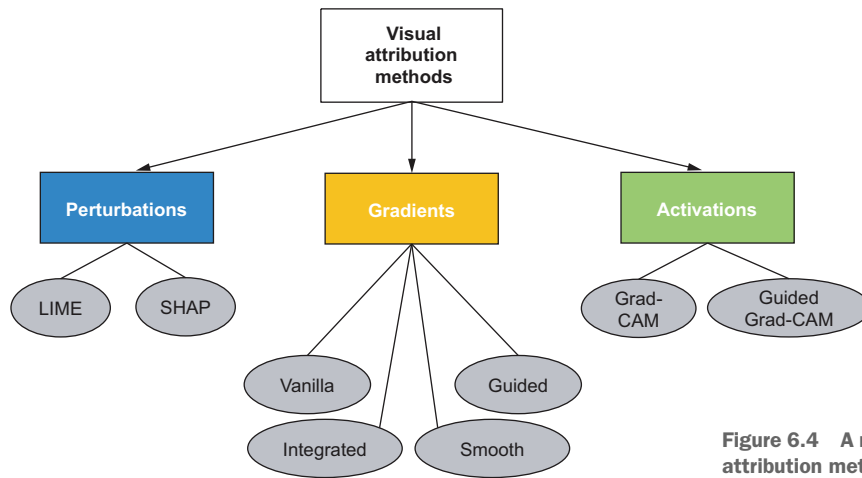 Visual
attribution
methods
Perturbations
Gradients
Activations
LIME
SHAP
Grad-
CAM
Guided
Grad-CAM
Vanilla
Guided
Integrated
Smooth
Figure 6.4 A
attribution